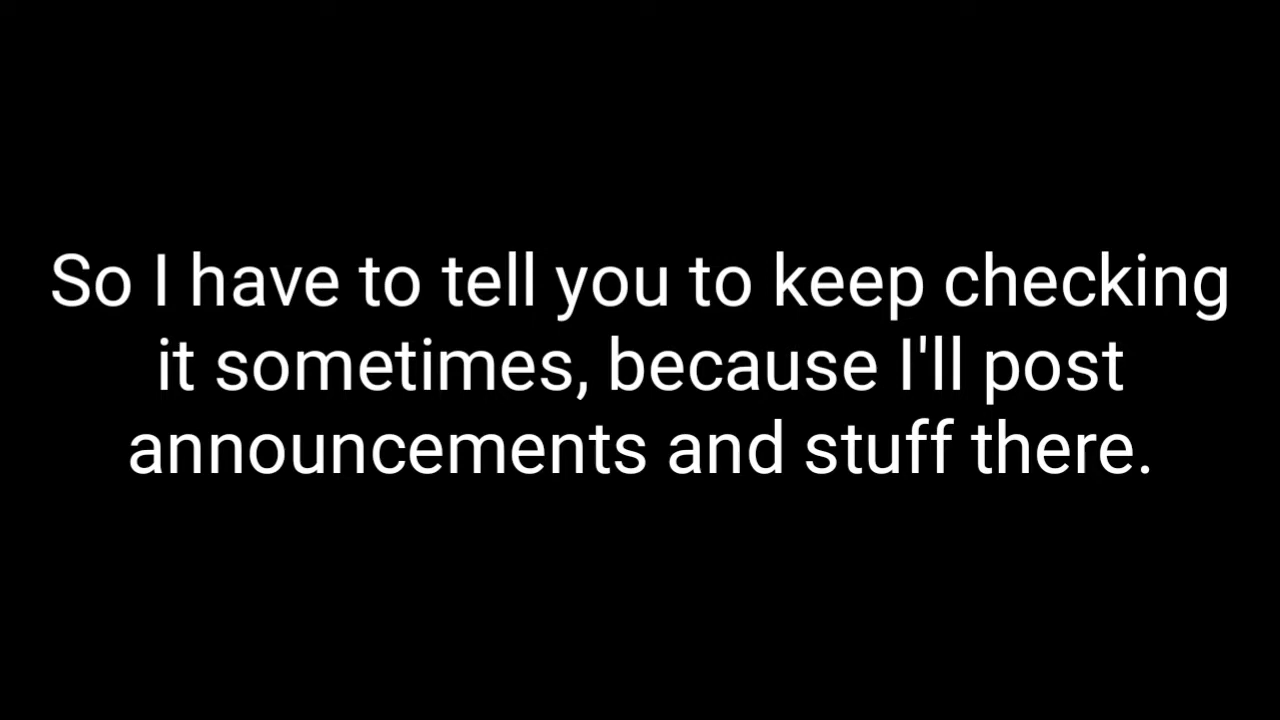 So I have to tell you to keep checking
it sometimes, because I'll post
announcements and stuff there.